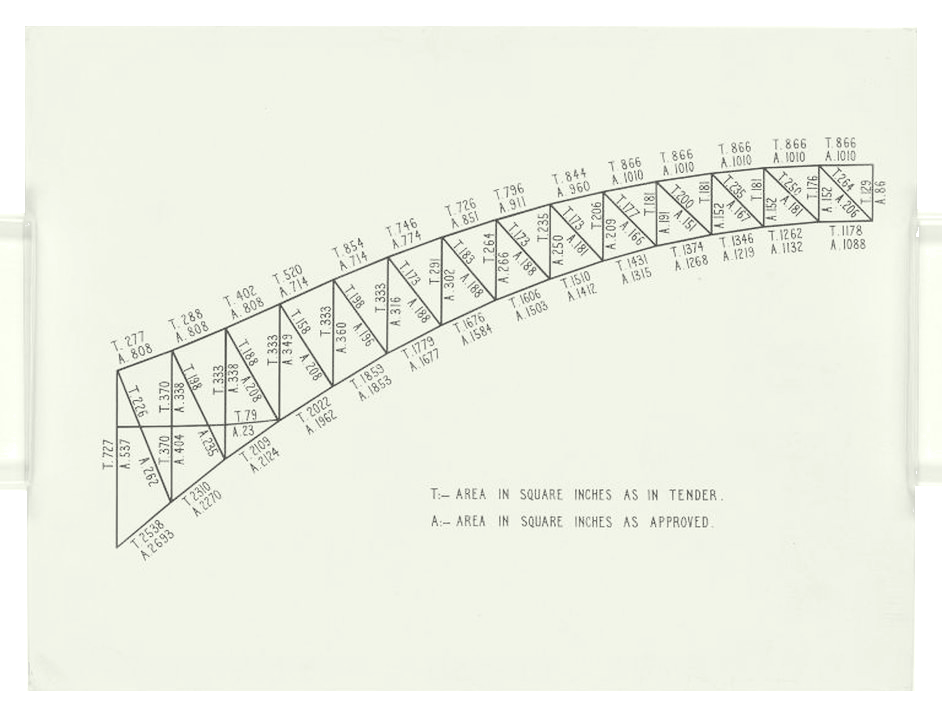 T. 277
A. 808
T. 288
A. 808
T. 402
A. 808
T. 520
A. 714
T. 854
A. 714
T. 746
A. 774
T. 726
A. 851
T. 796
A. 911
T. 844
A. 960
T. 866
A. 1010
T. 866
A. 1010
T. 866
A. 1010
T. 866
A. 1010
T. 866
A. 1010
T. 727
A. 537
T. 226
A. 262
T. 370
A. 338
T. 370
A. 404
T. 198
A. 235
T. 333
A. 338
T. 188
A. 208
T. 79
A. 23
T. 333
A. 349
T. 158
A. 208
T. 333
A. 360
T. 198
A. 196
T. 333
A. 316
T. 173
A. 188
T. 291
A. 302
T. 183
A. 188
T. 264
A. 266
T. 173
A. 188
T. 235
A. 250
T. 173
A. 181
T. 206
A. 209
T. 177
A. 166
T. 181
A. 191
T. 200
A. 151
T. 181
A. 152
T. 235
A. 167
T. 181
A. 152
T. 250
A. 181
T. 176
A. 152
T. 264
A. 206
T. 129
A. 86
T. 2538
A. 2693
T. 2310
A. 2270
T. 2109
A. 2124
T. 2022
A. 1962
T. 1859
A. 1853
T. 1779
A. 1677
T. 1676
A. 1584
T. 1606
A. 1503
T. 1510
A. 1412
T. 1431
A. 1315
T. 1374
A. 1268
T. 1346
A. 1219
T. 1262
A. 1132
T. 1178
A. 1088
T:– AREA IN SQUARE INCHES AS IN TENDER.
A:– AREA IN SQUARE INCHES AS APPROVED.